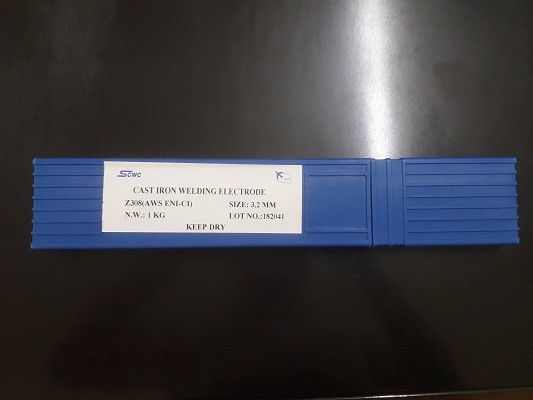 SCWC
CAST IRON WELDING ELECTRODE
Z308(AWS ENI-CI) SIZE: 3.2 MM
N.W.: 1 KG LOT NO.:182041
KEEP DRY